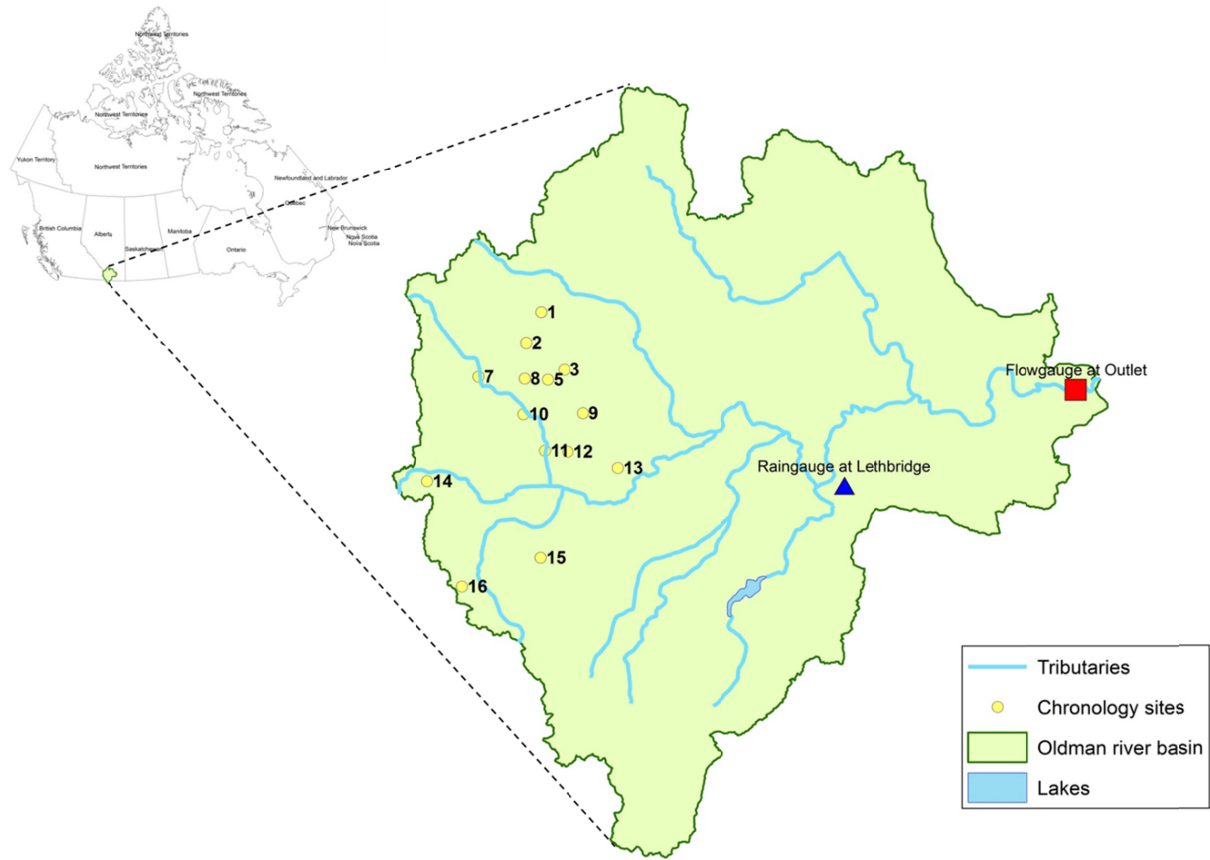 Northwest Territories
Northwest Territories
Northwest Territories
Yukon Territory
Northwest Territories
Newfoundland and Labrador
Quebec
British Columbia
Alberta
Manitoba
New Brunswick
Nova Scotia
Nova Scotia
Saskatchewan
Ontario
1
2
3
7
8
5
Flowgauge at Outlet
10
9
11
12
13
Raingauge at Lethbridge
14
15
16
Tributaries
Chronology sites
Oldman river basin
Lakes